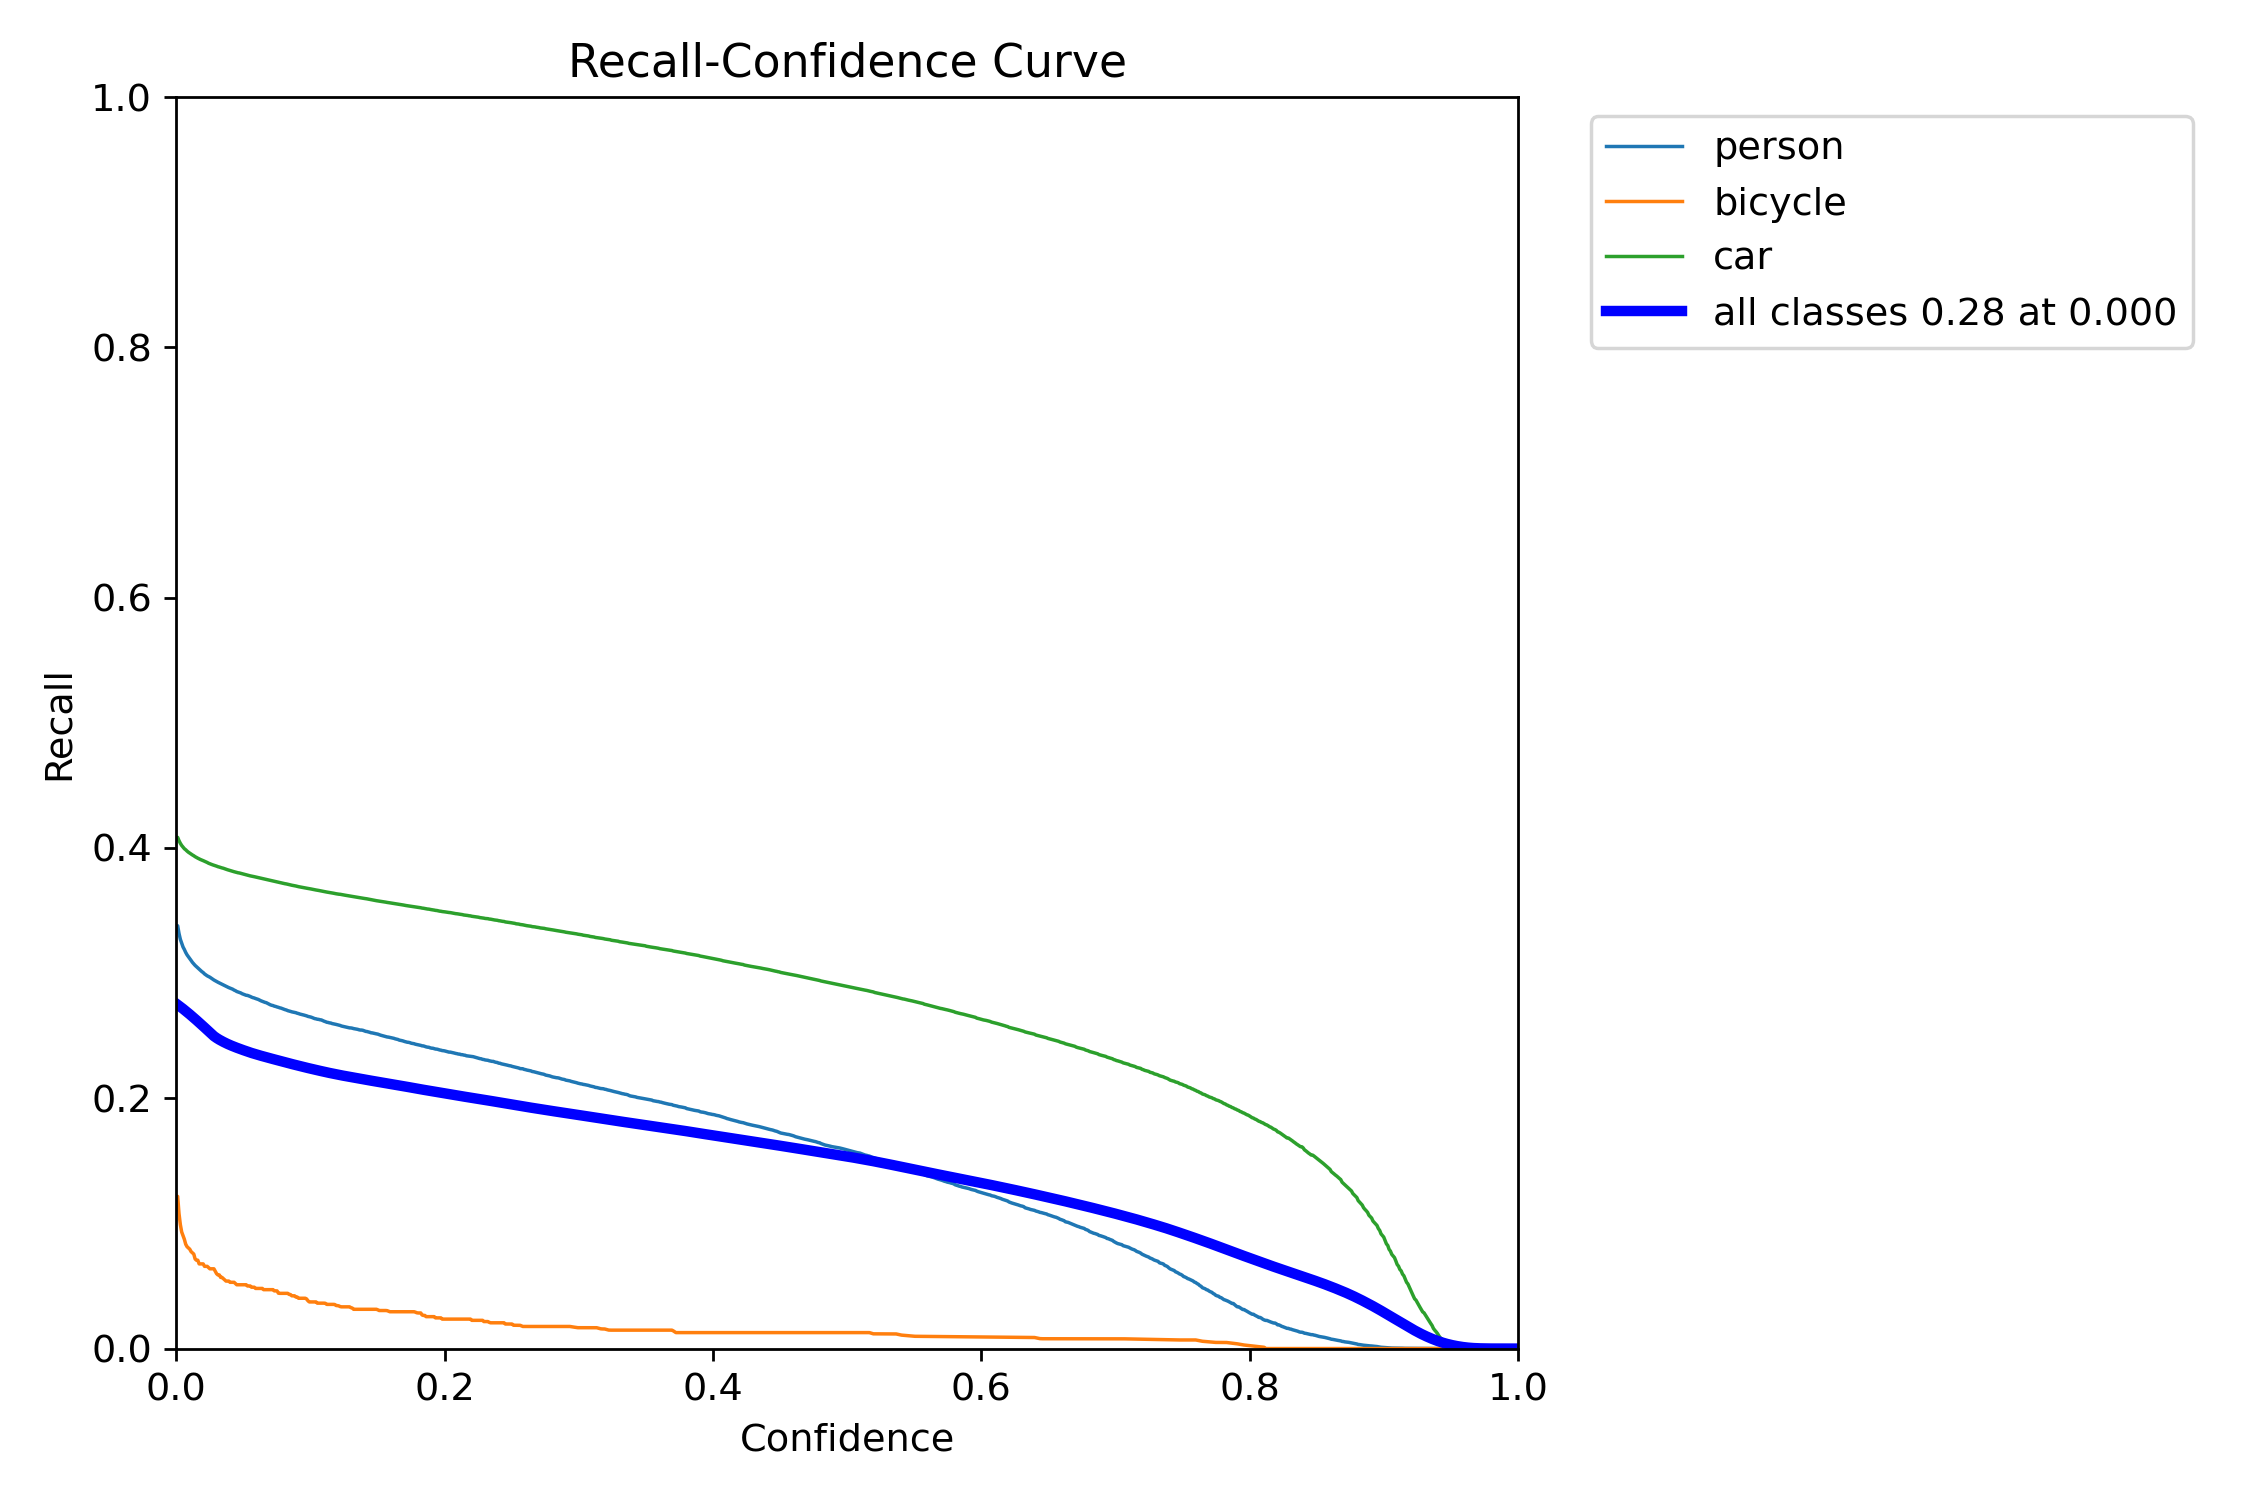 Recall-Confidence Curve
1.0
0.8
0.6
0.4
0.2
0.0
Recall
0.0 0.2 0.4 0.6 0.8 1.0
Confidence
person
bicycle
car
all classes 0.28 at 0.000